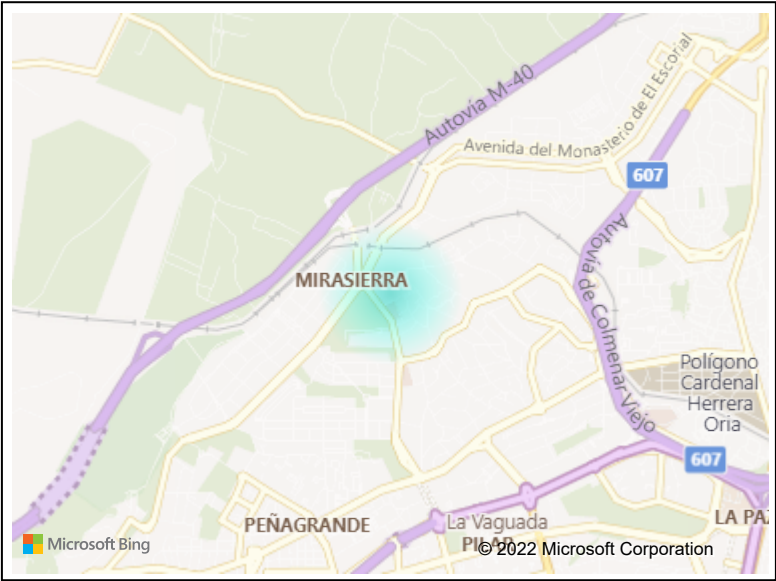 Autovía M-40
Avenida del Monasterio de El Escorial
607
Autovía de Colmenar Viejo
MIRASIERRA
Polígono
Cardenal
Herrera
Oria
607
PEÑAGRANDE
La Vaguada
PILAR
LA PAZ
Microsoft Bing
© 2022 Microsoft Corporation